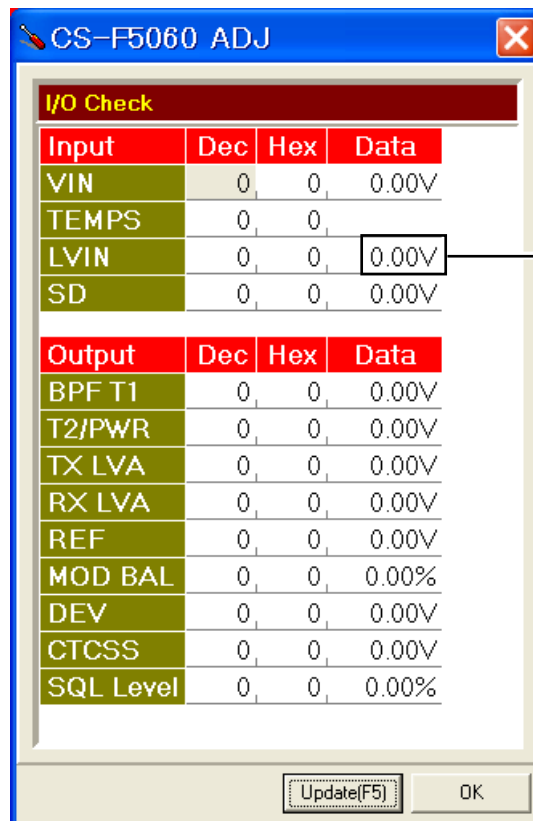 CS-F5060 ADJ
I/O Check
Input Dec Hex Data
VIN 0 0 0.00V
TEMPS 0 0
LVIN 0 0 0.00V
SD 0 0 0.00V
Output Dec Hex Data
BPF T1 0 0 0.00V
T2/PWR 0 0 0.00V
TX LVA 0 0 0.00V
RX LVA 0 0 0.00V
REF 0 0 0.00V
MOD BAL 0 0 0.00%
DEV 0 0 0.00V
CTCSS 0 0 0.00V
SQL Level 0 0 0.00%
Update(F5) OK